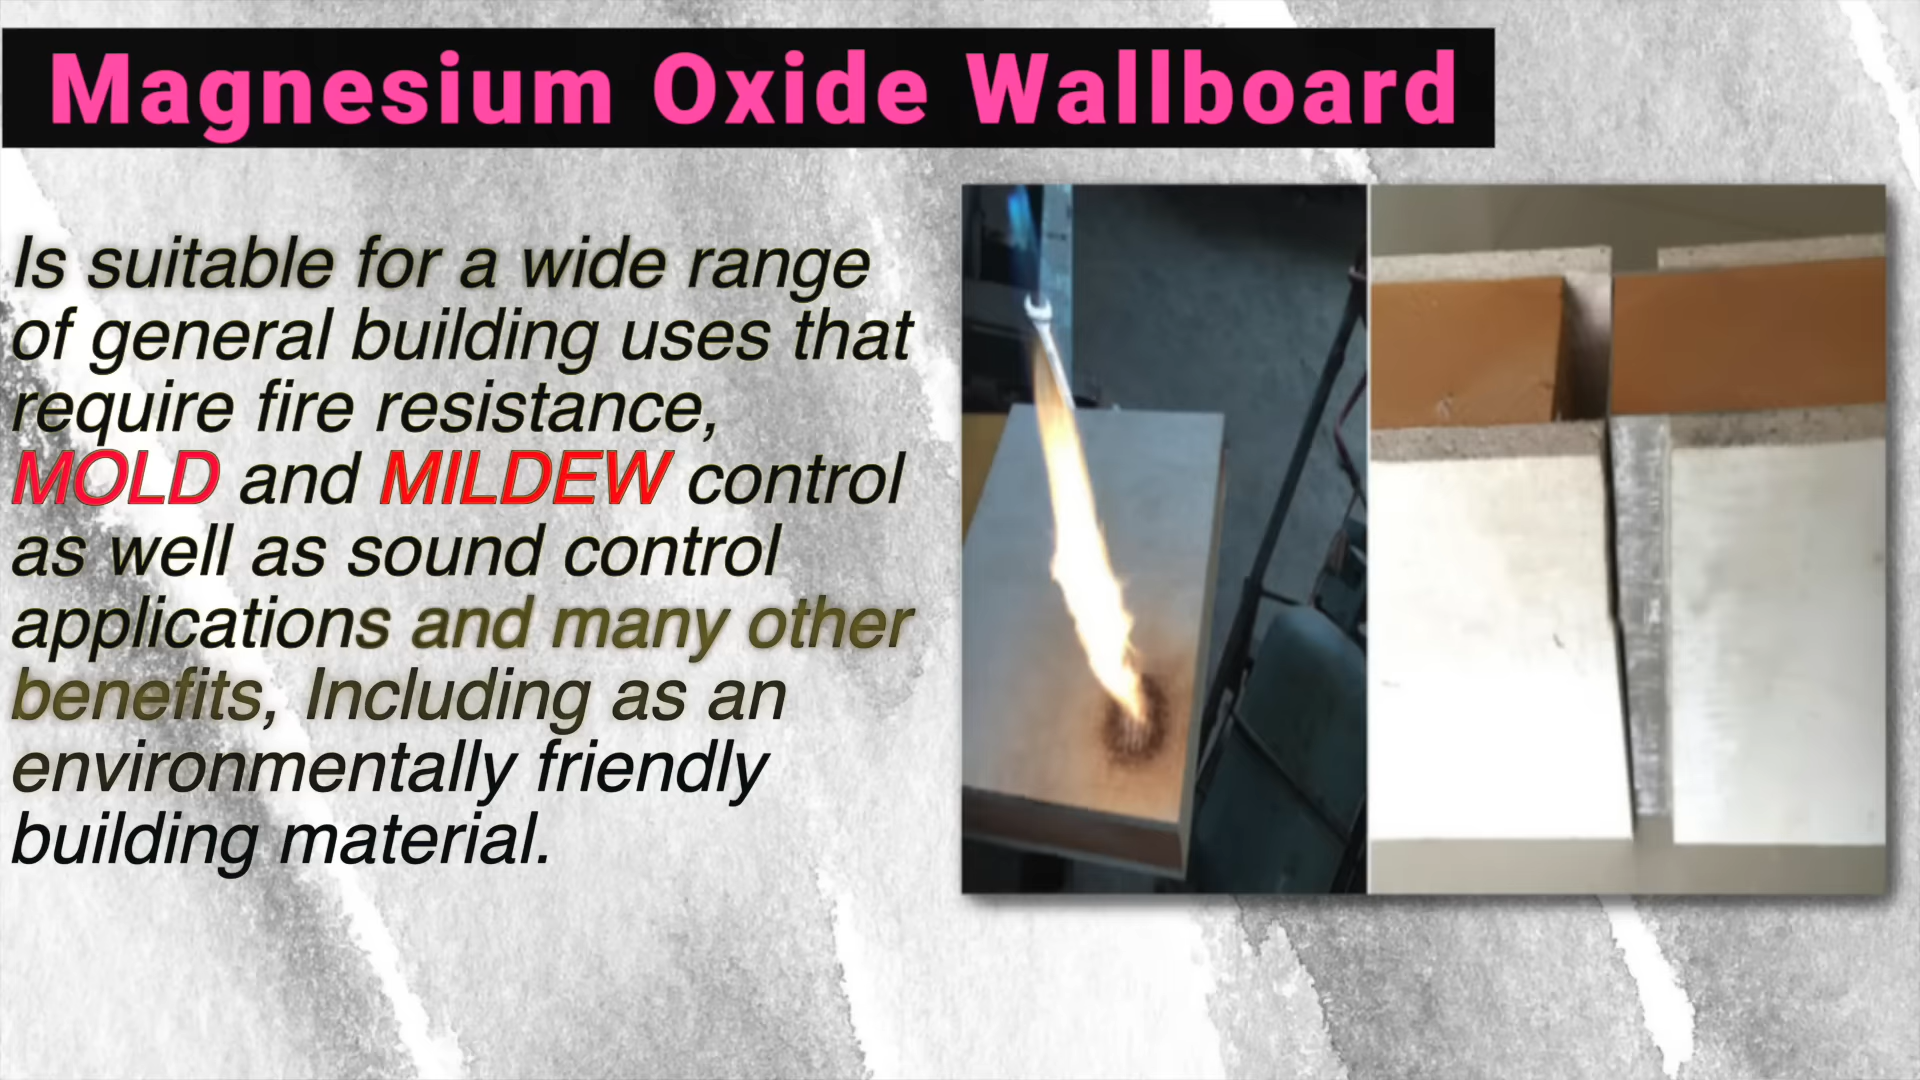 Magnesium Oxide Wallboard
Is suitable for a wide range
of general building uses that
require fire resistance,
MOLD and MILDEW control
as well as sound control
applications and many other
benefits, Including as an
environmentally friendly
building material.